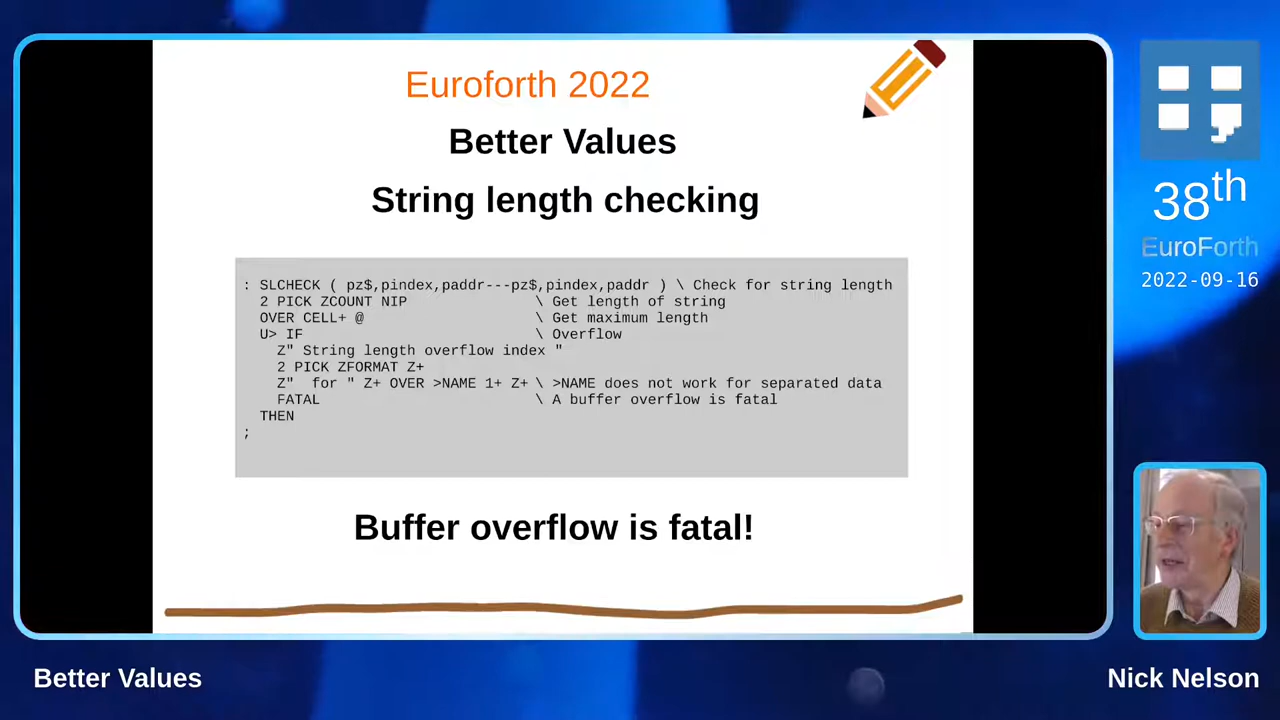 Euroforth 2022
Better Values
String length checking
: SLCHECK ( pz$,pindex,paddr---pz$,pindex,paddr ) \ Check for string length
  2 PICK ZCOUNT NIP               \ Get length of string
  OVER CELL+ @                    \ Get maximum length
  U> IF                           \ Overflow
    Z" String length overflow index "
    2 PICK ZFORMAT Z+
    Z"  for " Z+ OVER >NAME 1+ Z+ \ >NAME does not work for separated data
    FATAL                         \ A buffer overflow is fatal
  THEN
;
Buffer overflow is fatal!
38th
EuroForth
2022-09-16
Better Values
Nick Nelson